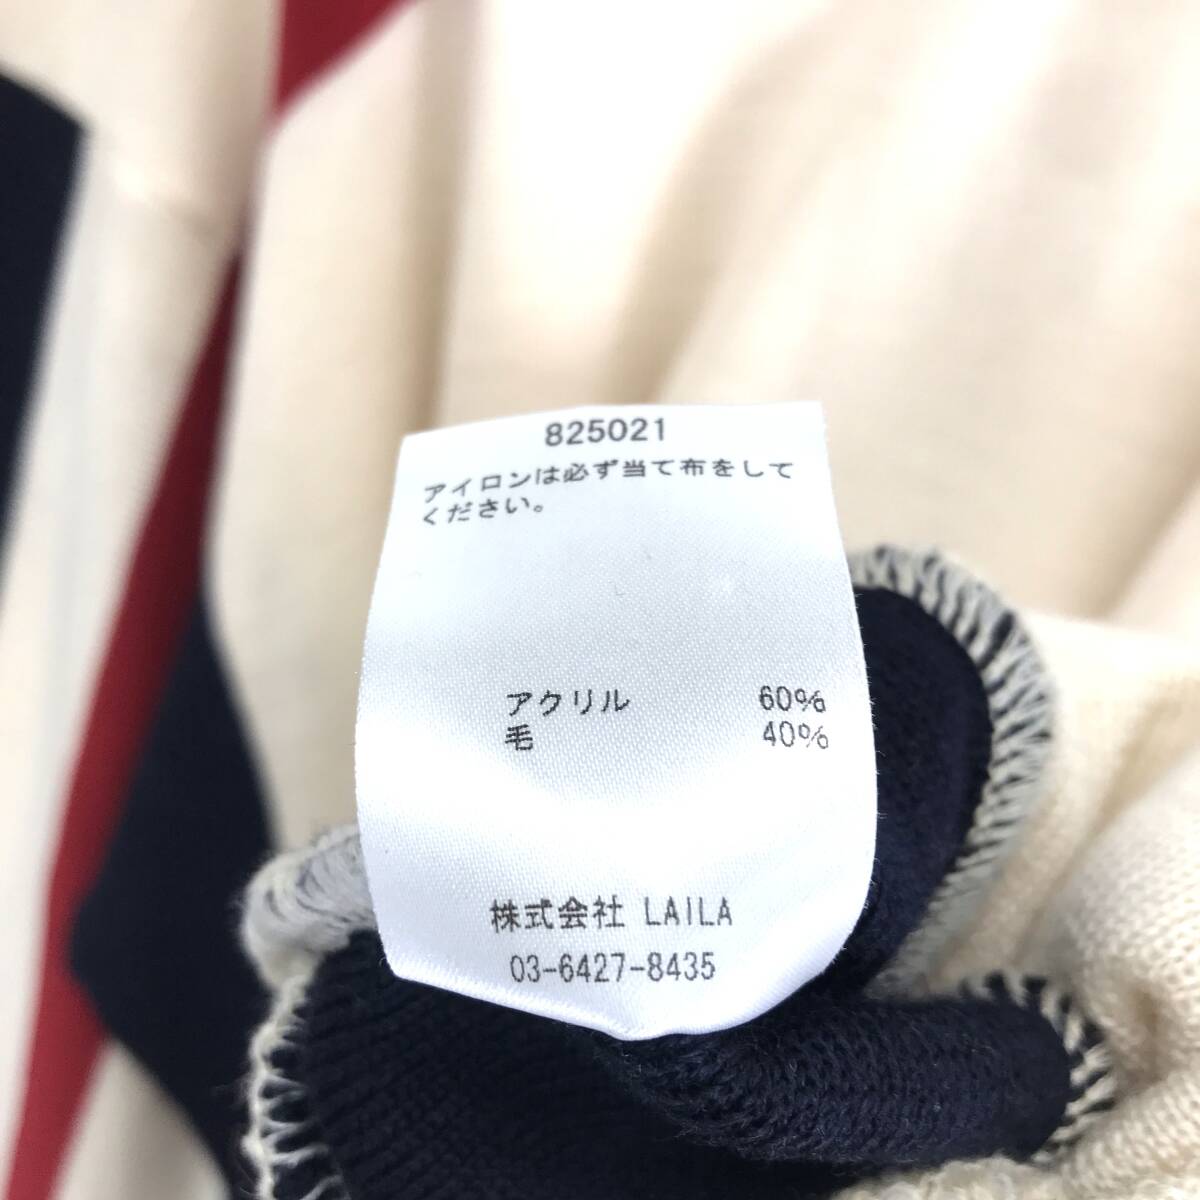 825021
アイロンは必ず当て布をして
ください。
アクリル 60%
毛 40%
株式会社 LAILA
03-6427-8435